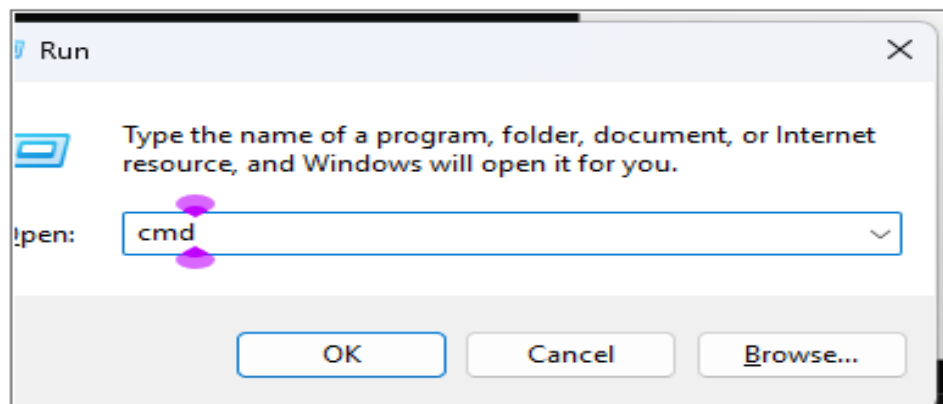 Run
Type the name of a program, folder, document, or Internet
resource, and Windows will open it for you.
Open:
cmd
OK
Cancel
Browse...